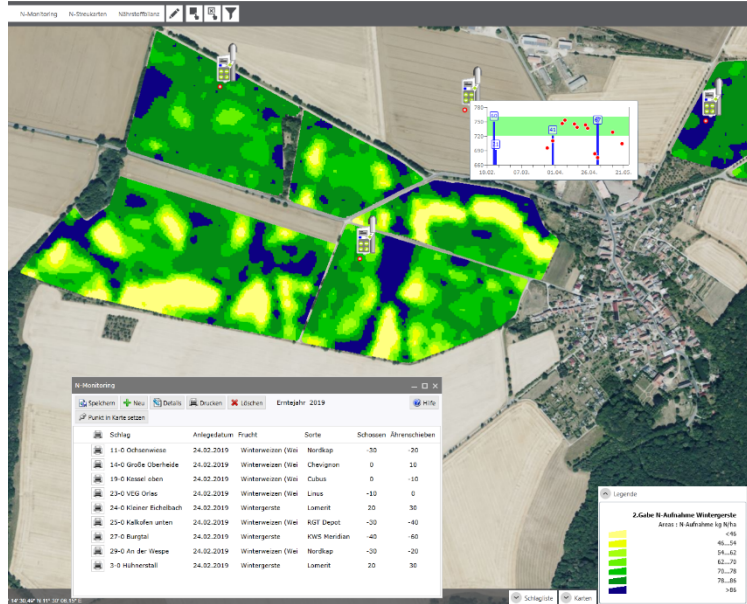 N-Monitoring N-Streukarten Nährstoffbilanz
780
750
720
690
660
10.03. 07.03. 01.04. 26.04. 21.05.
N-Monitoring
Speichern Neu Details Drucken Löschen Erntejahr 2019 Hilfe
Punkt in Karte setzen
Schlag Anlegedatum Frucht Sorte Schossen Ährenschieben
11-0 Ochsenwiese 24.02.2019 Winterweizen (Wei Nordkap -30 -20
14-0 Große Oberheide 24.02.2019 Winterweizen (Wei Chevignon 0 10
19-0 Kassel oben 24.02.2019 Winterweizen (Wei Cubus 0 -10
23-0 VEG Orlas 24.02.2019 Winterweizen (Wei Linus -10 0
24-0 Kleiner Eichelbach 24.02.2019 Wintergerste Lomerit 20 30
25-0 Kalkofen unten 24.02.2019 Winterweizen (Wei RGT Depot -30 -40
27-0 Burgtal 24.02.2019 Wintergerste KWS Meridian -40 -60
29-0 An der Wespe 24.02.2019 Winterweizen (Wei Nordkap -30 -20
3-0 Hühnerstall 24.02.2019 Wintergerste Lomerit 20 30
Legende
2.Gabe N-Aufnahme Wintergerste
Areas : N-Aufnahme kg N/ha
<46
46...54
54...62
62...70
70...78
78...86
>86
Schlagliste Karten